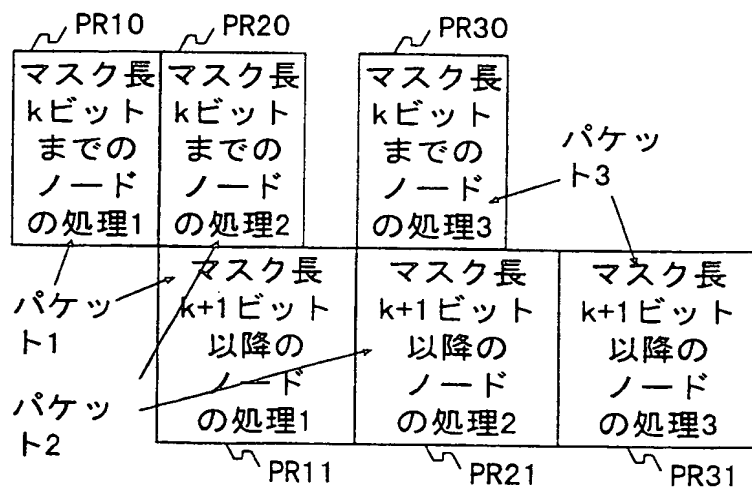 PR10
PR20
PR30
マスク長
kビット
までの
ノード
の処理1
マスク長
kビット
までの
ノード
の処理2
マスク長
kビット
までの
ノード
の処理3
パケッ
ト3
パケッ
ト1
パケッ
ト2
マスク長
k+1ビット
以降の
ノード
の処理1
マスク長
k+1ビット
以降の
ノード
の処理2
マスク長
k+1ビット
以降の
ノード
の処理3
PR11
PR21
PR31